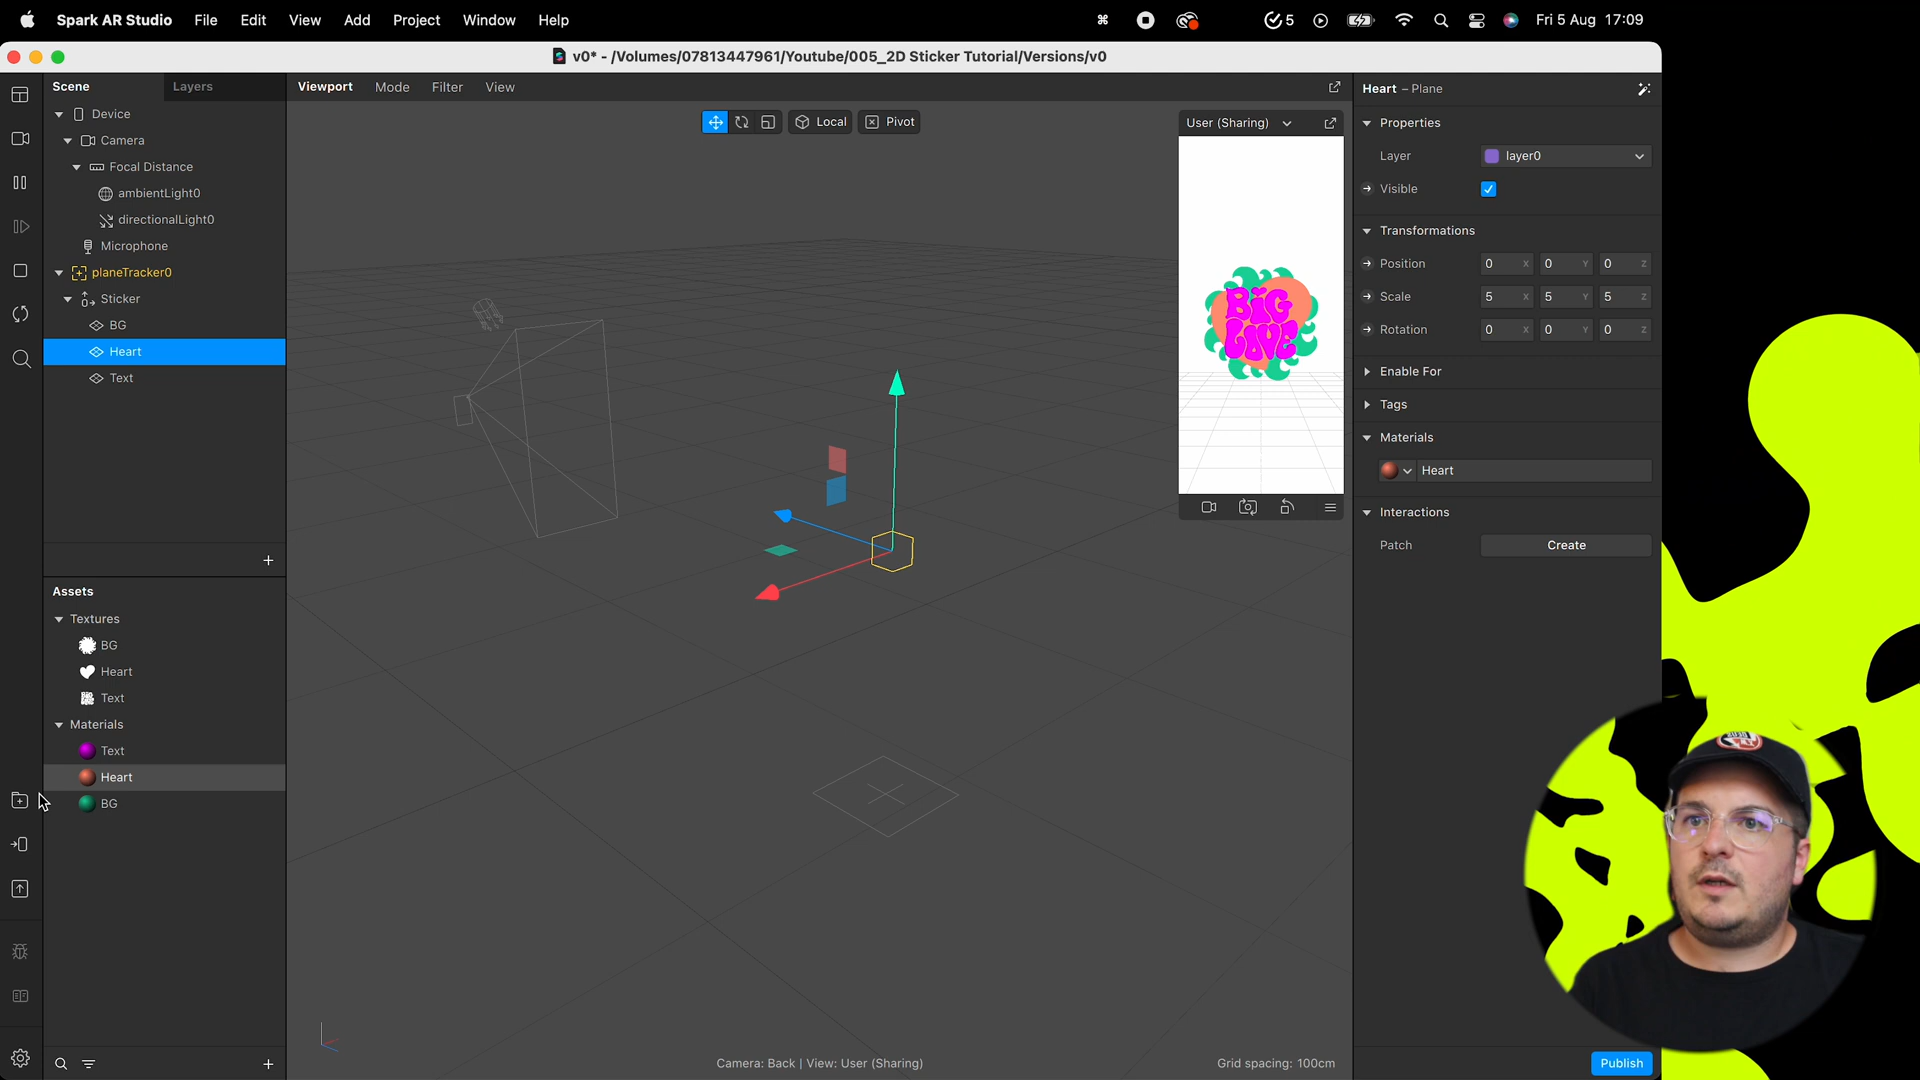 Spark AR Studio File Edit View Add Project Window Help
5
Fri 5 Aug 17:09
v0* - /Volumes/07813447961/Youtube/005_2D Sticker Tutorial/Versions/v0
Scene Layers
Device
Camera
Focal Distance
ambientLight0
directionalLight0
Microphone
planeTracker0
Sticker
BG
Heart
Text
Assets
Textures
BG
Heart
Text
Materials
Text
Heart
BG
Viewport Mode Filter View
Local Pivot
User (Sharing)
BIG
LOVE
Camera: Back | View: User (Sharing)
Grid spacing: 100cm
Heart – Plane
Properties
Layer layer0
Visible
Transformations
Position 0 X 0 Y 0 Z
Scale 5 X 5 Y 5 Z
Rotation 0 X 0 Y 0 Z
Enable For
Tags
Materials
Heart
Interactions
Patch Create
Publish